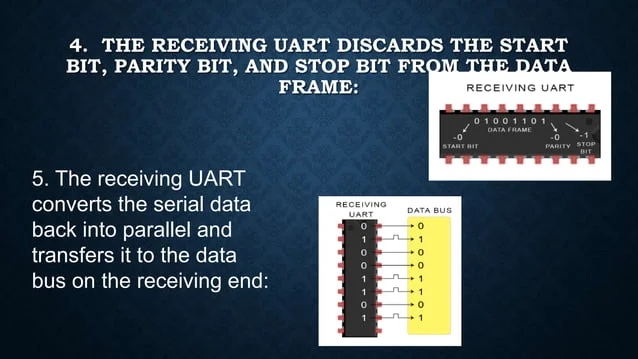 4. THE RECEIVING UART DISCARDS THE START
BIT, PARITY BIT, AND STOP BIT FROM THE DATA
FRAME:
RECEIVING UART
0 1 0 0 1 1 0 1
DATA FRAME
-0
START BIT
-0
PARITY
-1
STOP
BIT
5. The receiving UART
converts the serial data
back into parallel and
transfers it to the data
bus on the receiving end:
RECEIVING
UART
DATA BUS
0 0
1 1
0 0
0 0
1 1
1 1
0 0
1 1